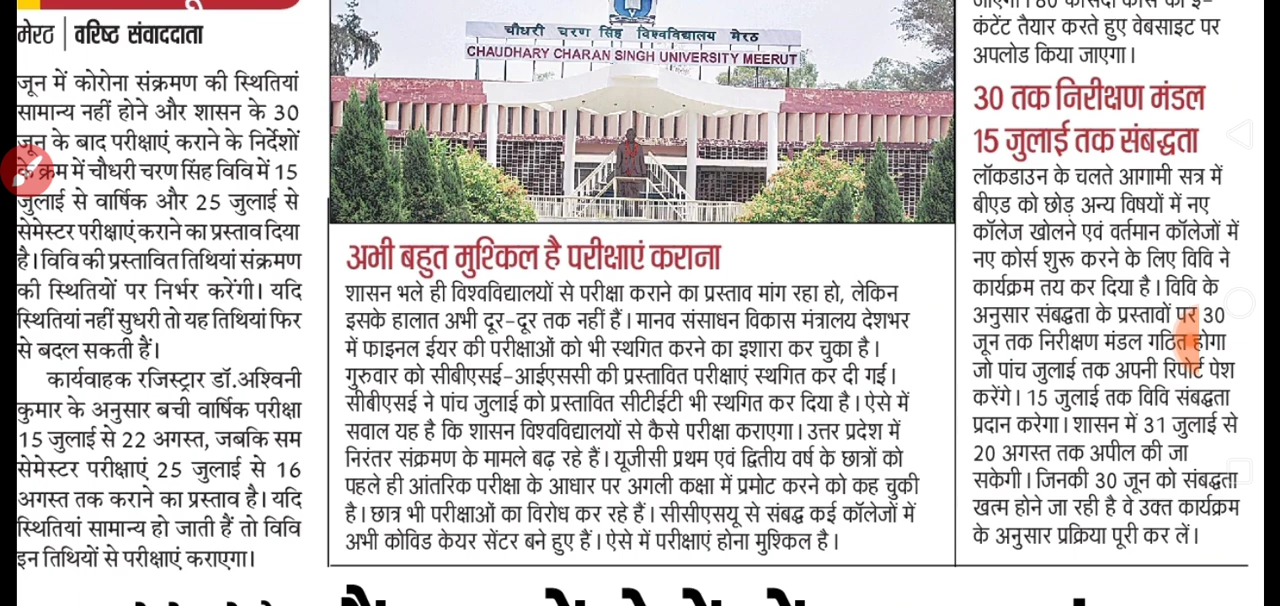 मेरठ | वरिष्ठ संवाददाता
जून में कोरोना संक्रमण की स्थितियां
सामान्य नहीं होने और शासन के 30
जून के बाद परीक्षाएं कराने के निर्देशों
के क्रम में चौधरी चरण सिंह विवि में 15
जुलाई से वार्षिक और 25 जुलाई से
सेमेस्टर परीक्षाएं कराने का प्रस्ताव दिया
है। विवि की प्रस्तावित तिथियां संक्रमण
की स्थितियों पर निर्भर करेंगी। यदि
स्थितियां नहीं सुधरी तो यह तिथियां फिर
से बदल सकती हैं।
कार्यवाहक रजिस्ट्रार डॉ.अश्विनी
कुमार के अनुसार बची वार्षिक परीक्षा
15 जुलाई से 22 अगस्त, जबकि सम
सेमेस्टर परीक्षाएं 25 जुलाई से 16
अगस्त तक कराने का प्रस्ताव है। यदि
स्थितियां सामान्य हो जाती हैं तो विवि
इन तिथियों से परीक्षाएं कराएगा।
चौधरी चरण सिंह विश्वविद्यालय मेरठ
CHAUDHARY CHARAN SINGH UNIVERSITY MEERUT
अभी बहुत मुश्किल है परीक्षाएं कराना
शासन भले ही विश्वविद्यालयों से परीक्षा कराने का प्रस्ताव मांग रहा हो, लेकिन
इसके हालात अभी दूर-दूर तक नहीं हैं। मानव संसाधन विकास मंत्रालय देशभर
में फाइनल ईयर की परीक्षाओं को भी स्थगित करने का इशारा कर चुका है।
गुरुवार को सीबीएसई-आईएससी की प्रस्तावित परीक्षाएं स्थगित कर दी गईं।
सीबीएसई ने पांच जुलाई को प्रस्तावित सीटीईटी भी स्थगित कर दिया है। ऐसे में
सवाल यह है कि शासन विश्वविद्यालयों से कैसे परीक्षा कराएगा। उत्तर प्रदेश में
निरंतर संक्रमण के मामले बढ़ रहे हैं। यूजीसी प्रथम एवं द्वितीय वर्ष के छात्रों को
पहले ही आंतरिक परीक्षा के आधार पर अगली कक्षा में प्रमोट करने को कह चुकी
है। छात्र भी परीक्षाओं का विरोध कर रहे हैं। सीसीएसयू से संबद्ध कई कॉलेजों में
अभी कोविड केयर सेंटर बने हुए हैं। ऐसे में परीक्षाएं होना मुश्किल है।
जाएगा। 80 फीसदी कोर्स का ई-
कंटेंट तैयार करते हुए वेबसाइट पर
अपलोड किया जाएगा।
30 तक निरीक्षण मंडल
15 जुलाई तक संबद्धता
लॉकडाउन के चलते आगामी सत्र में
बीएड को छोड़ अन्य विषयों में नए
कॉलेज खोलने एवं वर्तमान कॉलेजों में
नए कोर्स शुरू करने के लिए विवि ने
कार्यक्रम तय कर दिया है। विवि के
अनुसार संबद्धता के प्रस्तावों पर 30
जून तक निरीक्षण मंडल गठित होगा
जो पांच जुलाई तक अपनी रिपोर्ट पेश
करेंगे। 15 जुलाई तक विवि संबद्धता
प्रदान करेगा। शासन में 31 जुलाई से
20 अगस्त तक अपील की जा
सकेगी। जिनकी 30 जून को संबद्धता
खत्म होने जा रही है वे उक्त कार्यक्रम
के अनुसार प्रक्रिया पूरी कर लें।